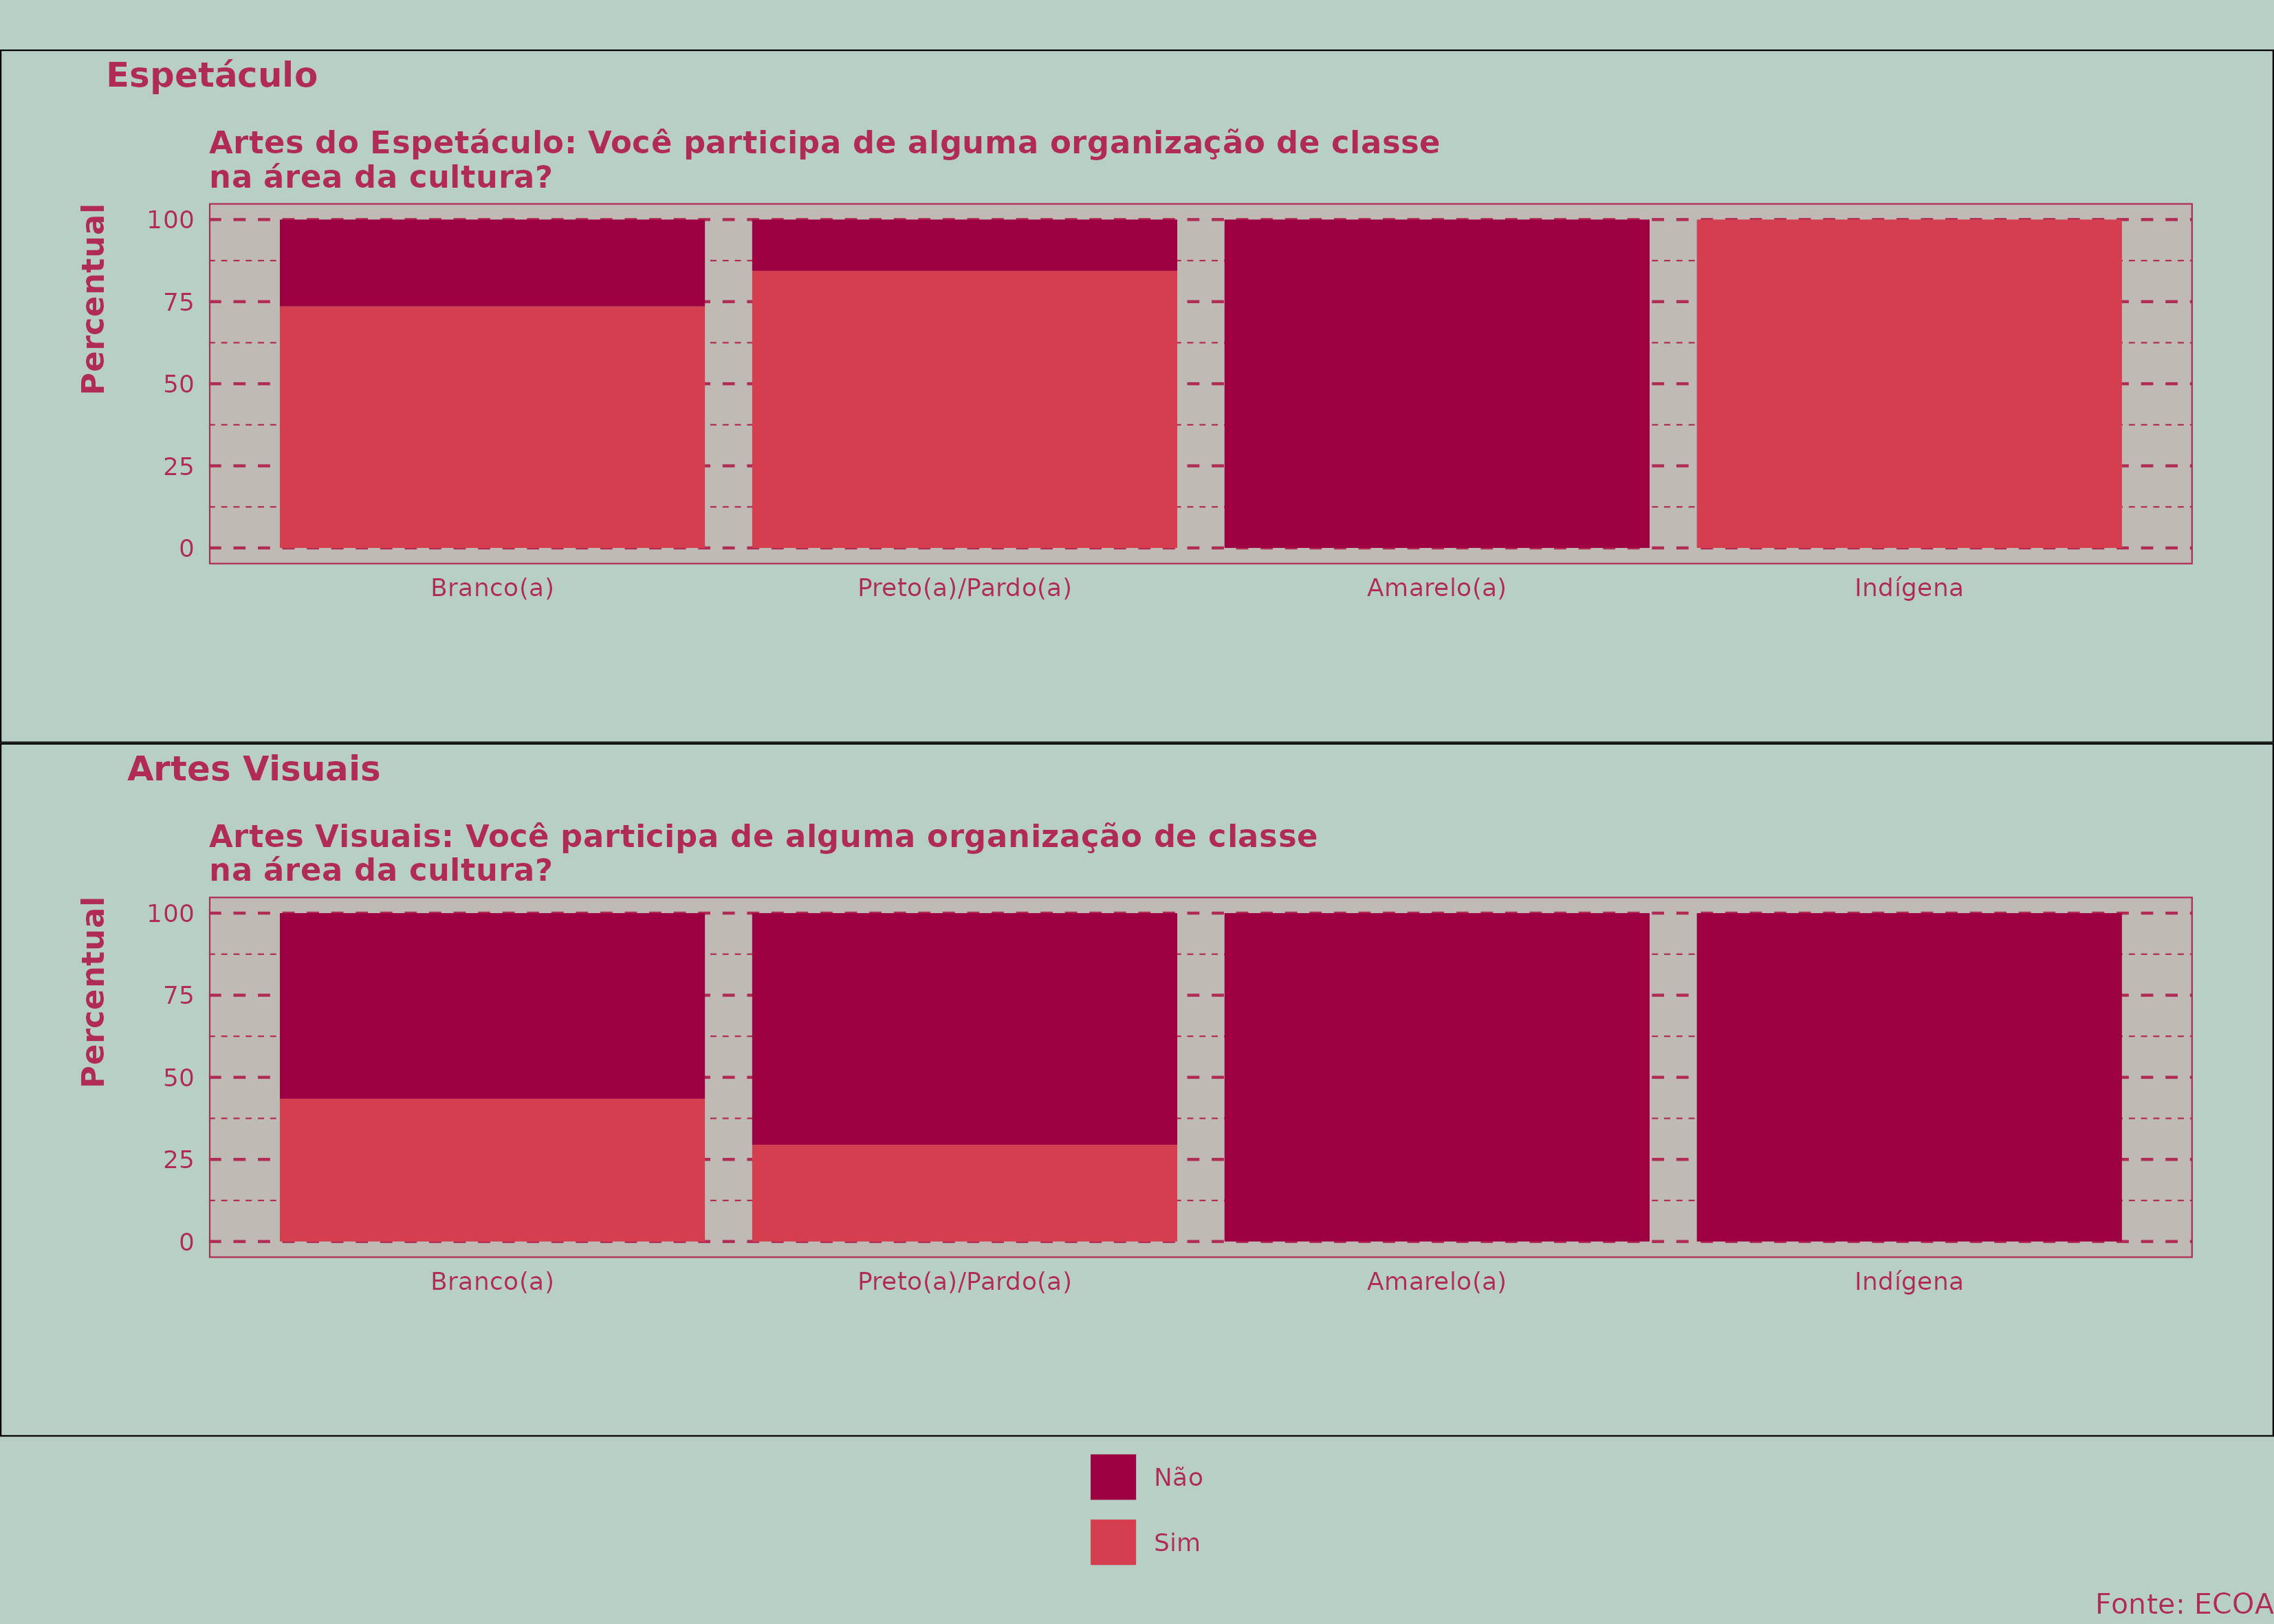 Espetáculo
Artes do Espetáculo: Você participa de alguma organização de classe
na área da cultura?
Percentual
100
75
50
25
0
Branco(a) Preto(a)/Pardo(a) Amarelo(a) Indígena
Artes Visuais
Artes Visuais: Você participa de alguma organização de classe
na área da cultura?
Percentual
100
75
50
25
0
Branco(a) Preto(a)/Pardo(a) Amarelo(a) Indígena
Não
Sim
Fonte: ECOA